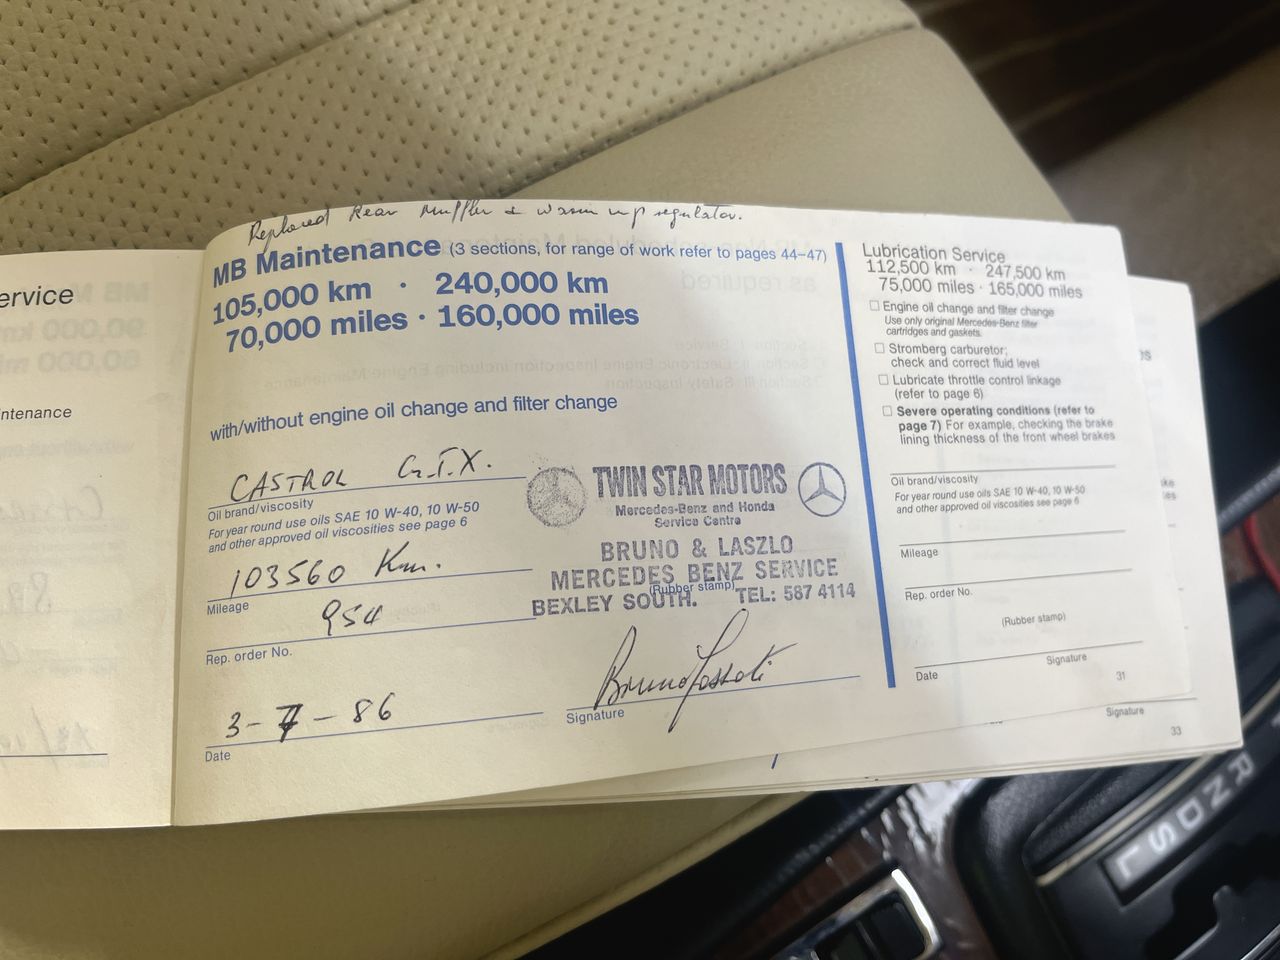 ervice
ntenance
Replaced Rear Muffler & warm up regulator.
MB Maintenance (3 sections, for range of work refer to pages 44–47)
105,000 km · 240,000 km
70,000 miles · 160,000 miles
with/without engine oil change and filter change
CASTROL G.T.X.
Oil brand/viscosity
For year round use oils SAE 10 W-40, 10 W-50
and other approved oil viscosities see page 6
103560 Km.
Mileage
954
Rep. order No.
3-7-86
Date
TWIN STAR MOTORS
Mercedes-Benz and Honda
Service Centre
BRUNO & LASZLO
MERCEDES BENZ SERVICE
(Rubber stamp)
BEXLEY SOUTH. TEL: 587 4114
Bruno
Signature
Lubrication Service
112,500 km · 247,500 km
75,000 miles · 165,000 miles
☐ Engine oil change and filter change
Use only original Mercedes-Benz filter
cartridges and gaskets.
☐ Stromberg carburetor;
check and correct fluid level
☐ Lubricate throttle control linkage
(refer to page 6)
☐ Severe operating conditions (refer to
page 7) For example, checking the brake
lining thickness of the front wheel brakes
Oil brand/viscosity
For year round use oils SAE 10 W-40, 10 W-50
and other approved oil viscosities see page 6
Mileage
Rep. order No.
(Rubber stamp)
Date Signature
31
Signature
33
R N D S L